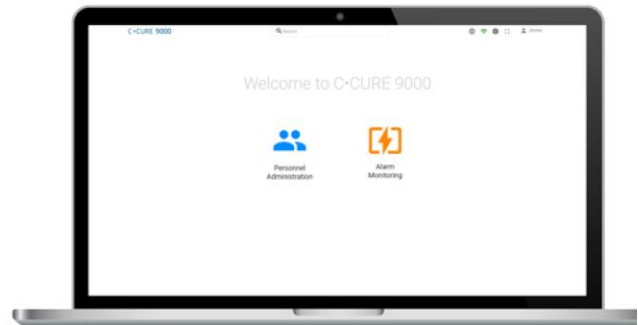 C•CURE 9000
Search
Welcome to C•CURE 9000
Personnel
Administration
Alarm
Monitoring